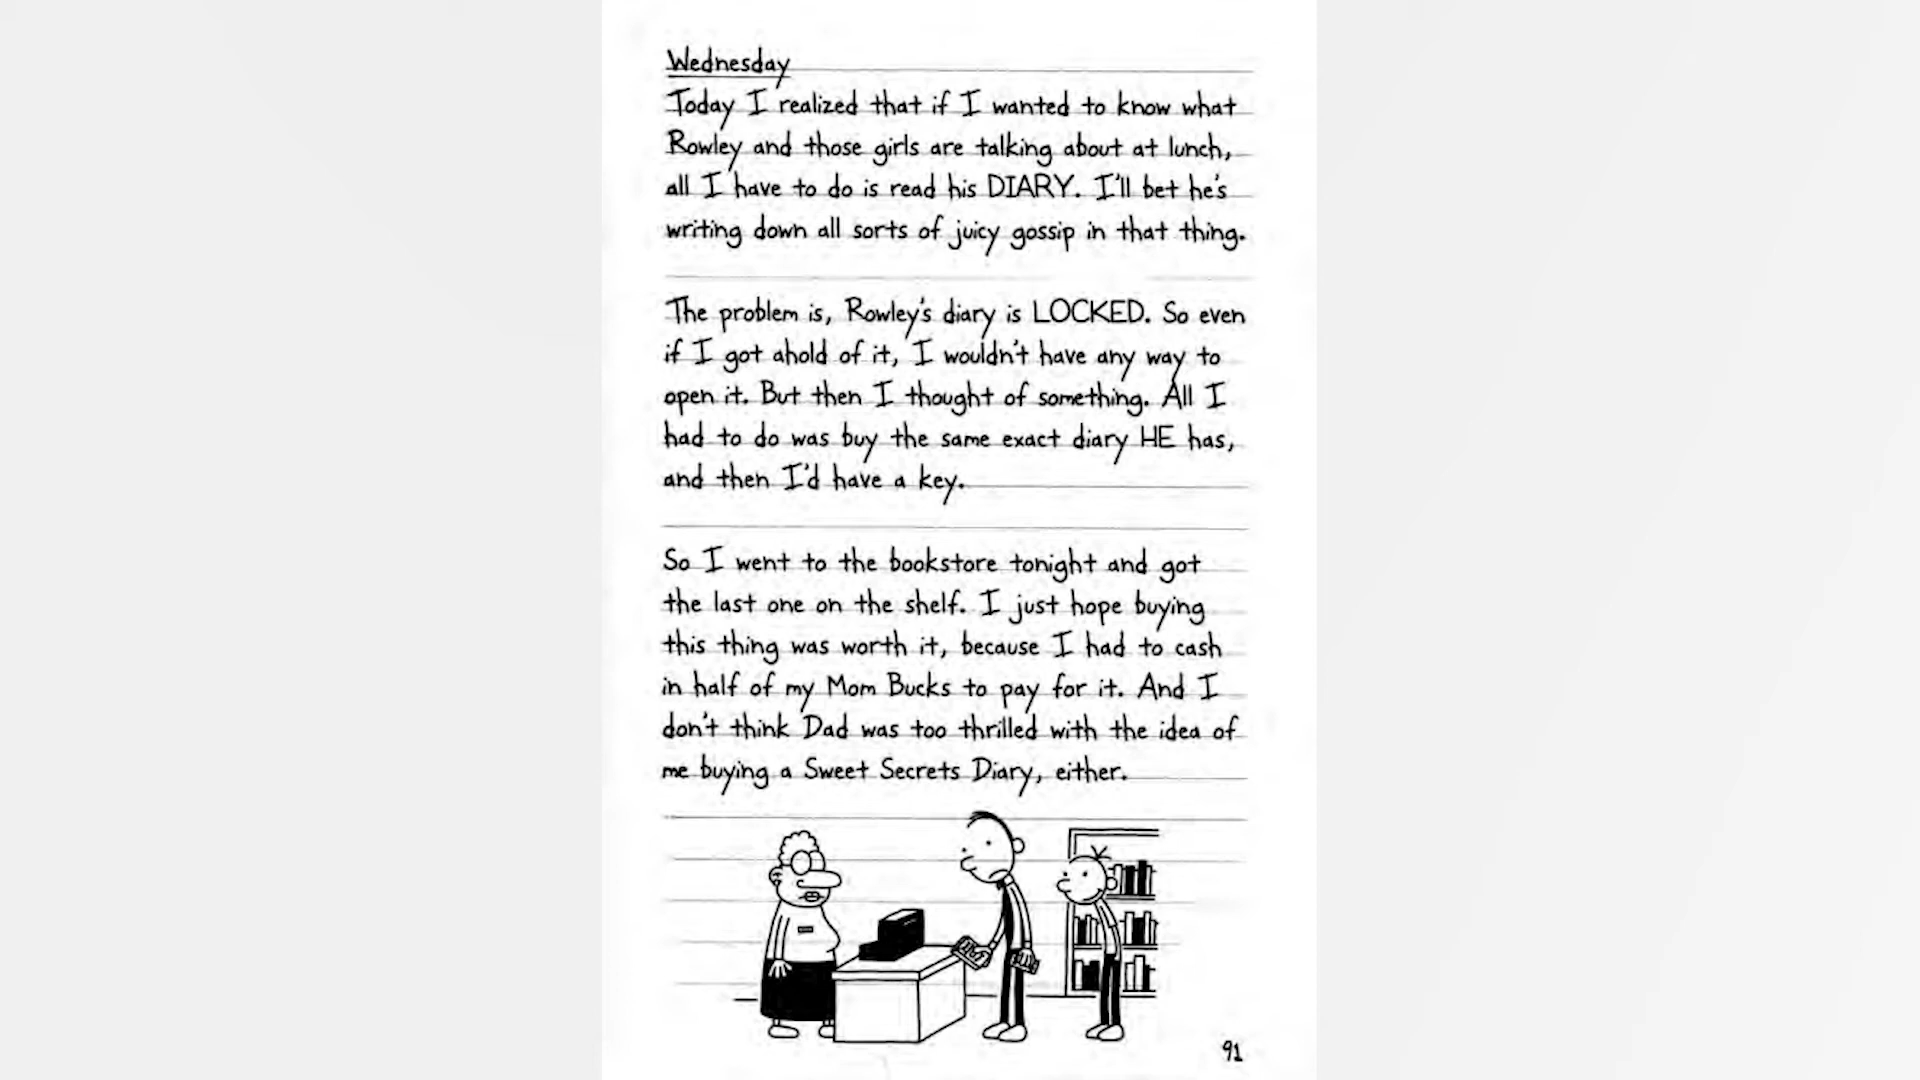 Wednesday
Today I realized that if I wanted to know what
Rowley and those girls are talking about at lunch,
all I have to do is read his DIARY. I'll bet he's
writing down all sorts of juicy gossip in that thing.
The problem is, Rowley's diary is LOCKED. So even
if I got ahold of it, I wouldn't have any way to
open it. But then I thought of something. All I
had to do was buy the same exact diary HE has,
and then I'd have a key.
So I went to the bookstore tonight and got
the last one on the shelf. I just hope buying
this thing was worth it, because I had to cash
in half of my Mom Bucks to pay for it. And I
don't think Dad was too thrilled with the idea of
me buying a Sweet Secrets Diary, either.
91